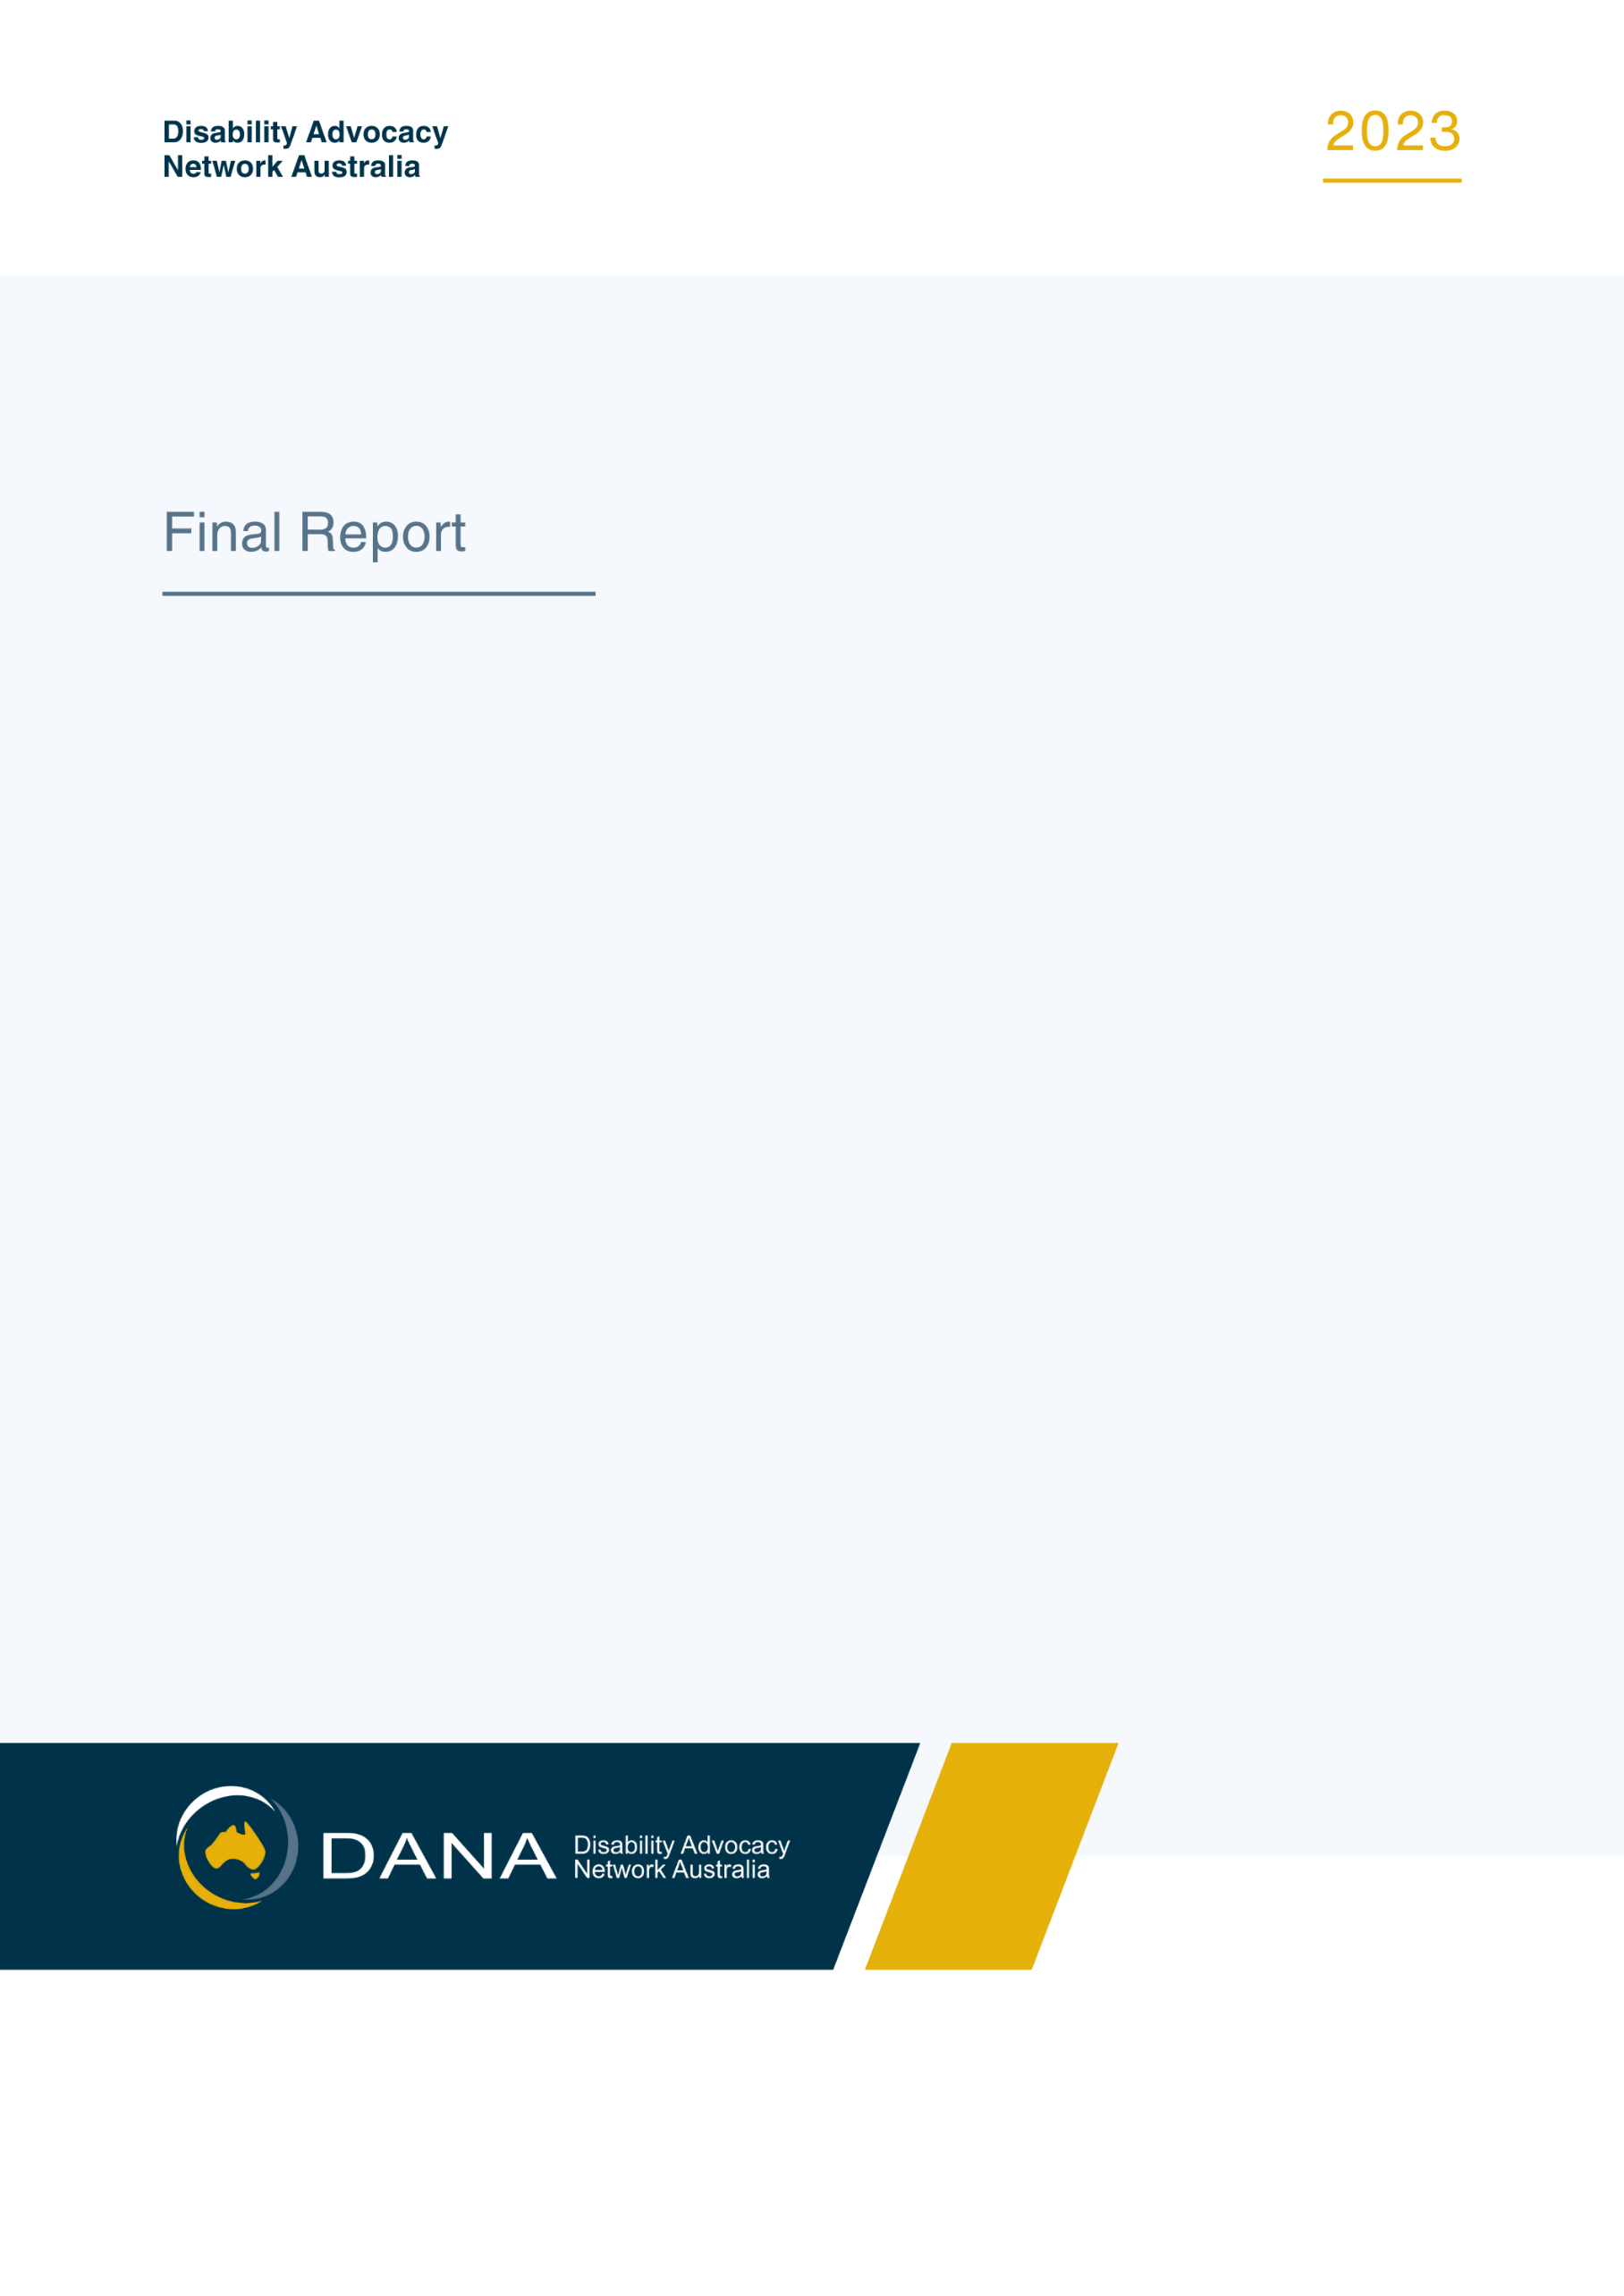 Disability Advocacy
Network Australia
2023
Final Report
DANA
Disability Advocacy
Network Australia